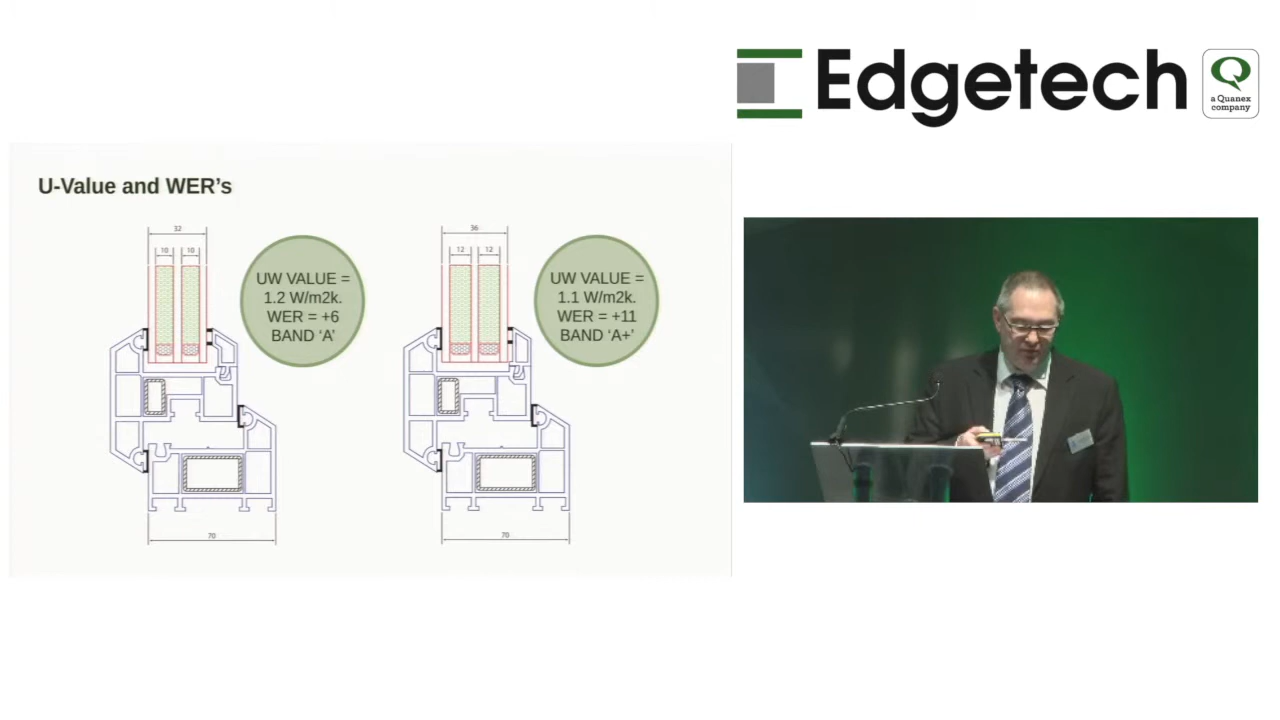 Edgetech
a Quanex
company
U-Value and WER's
32
10
10
UW VALUE =
1.2 W/m2k.
WER = +6
BAND ‘A’
70
36
12
12
UW VALUE =
1.1 W/m2k.
WER = +11
BAND ‘A+’
70